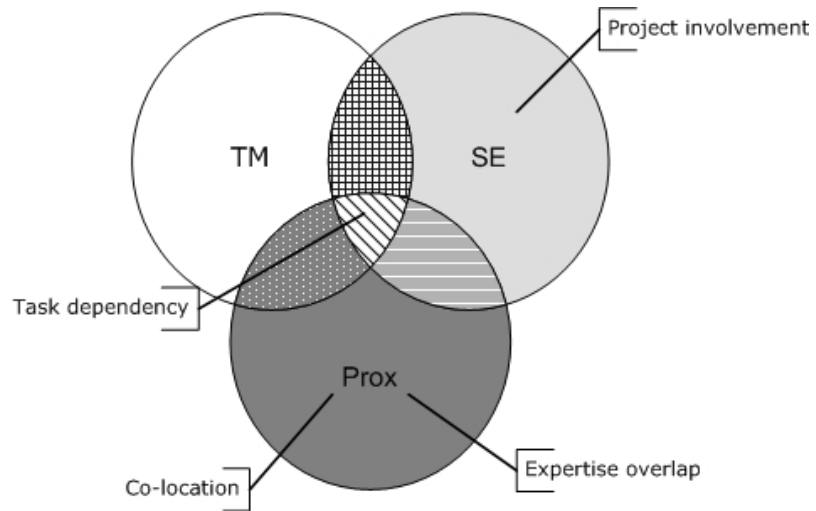 Project involvement
TM
SE
Task dependency
Prox
Expertise overlap
Co-location